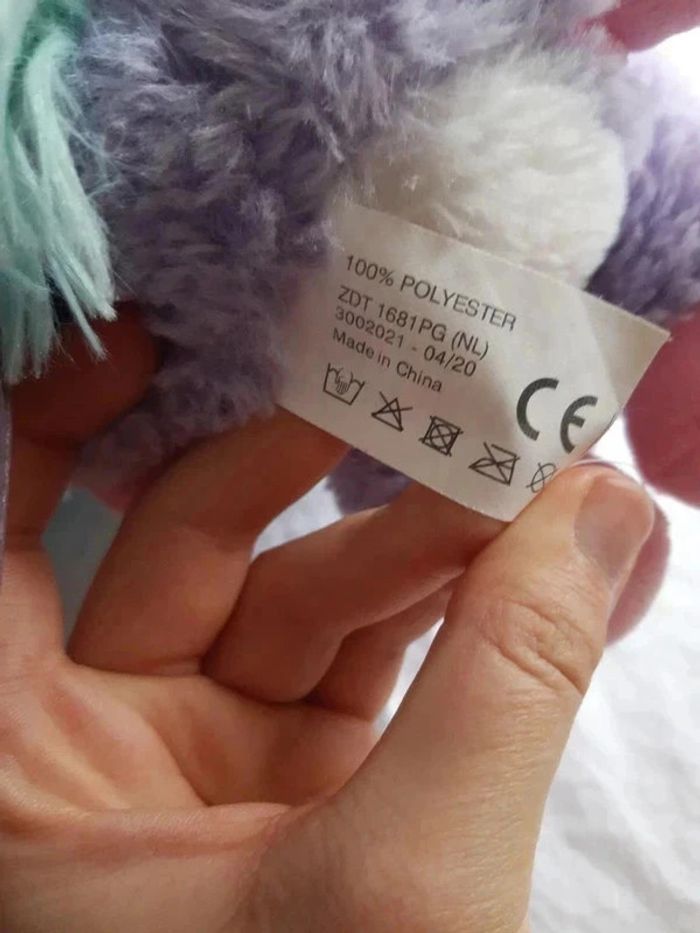 100% POLYESTER
ZDT 1681PG (NL)
3002021 - 04/20
Made in China
CE